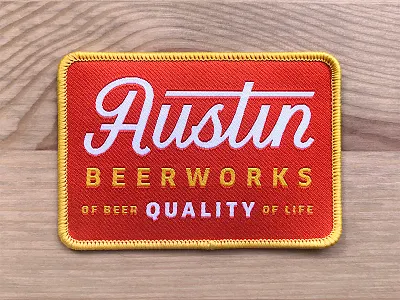 Austin
BEERWORKS
OF BEER QUALITY OF LIFE